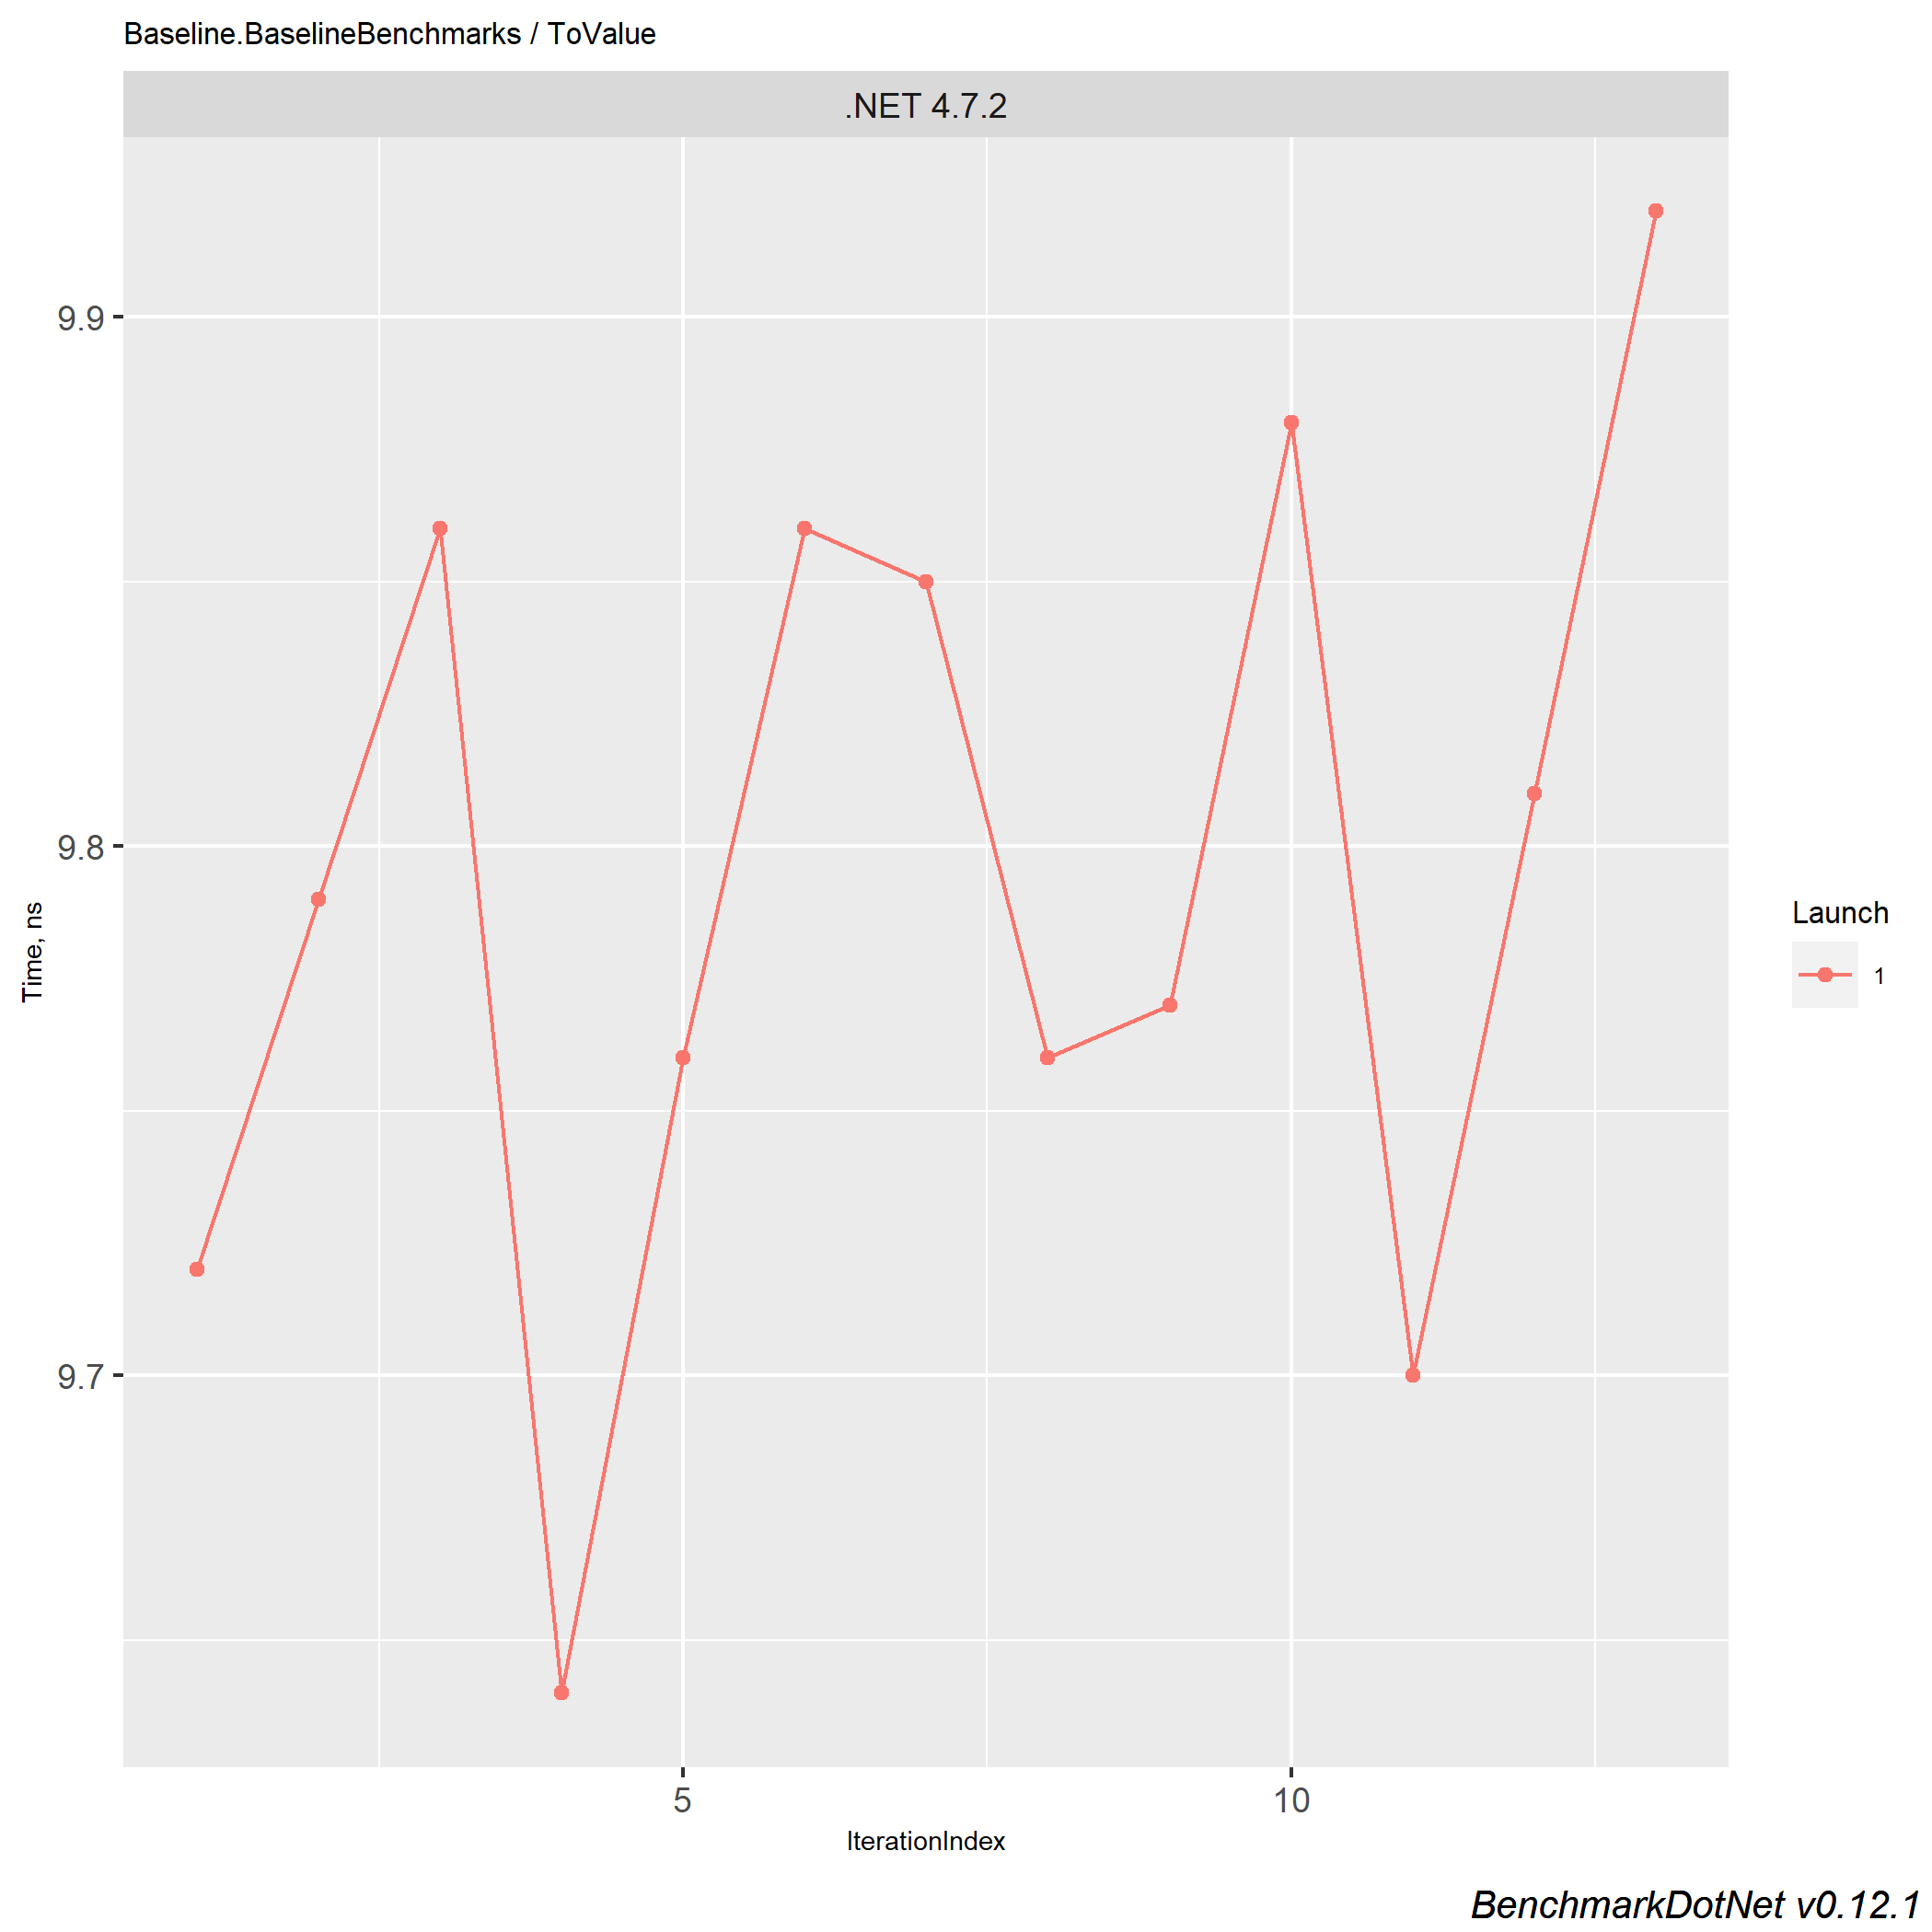 Baseline.BaselineBenchmarks / ToValue
.NET 4.7.2
9.9
9.8
9.7
Time, ns
5
10
IterationIndex
Launch
1
BenchmarkDotNet v0.12.1